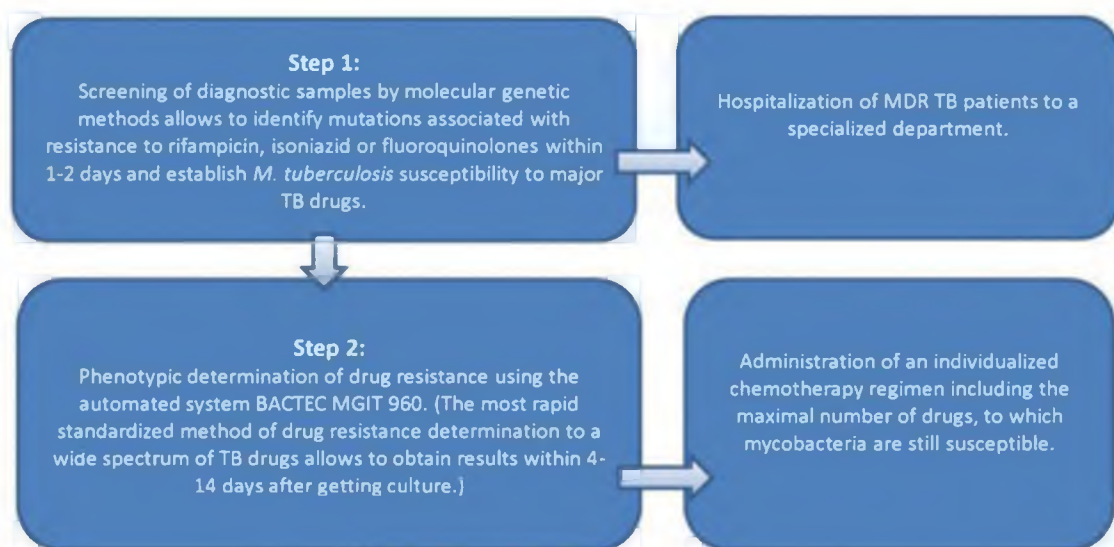 Step 1:
Screening of diagnostic samples by molecular genetic
methods allows to identify mutations associated with
resistance to rifampicin, isoniazid or fluoroquinolones within
1-2 days and establish M. tuberculosis susceptibility to major
TB drugs.
Hospitalization of MDR TB patients to a
specialized department.
Step 2:
Phenotypic determination of drug resistance using the
automated system BACTEC MGIT 960. (The most rapid
standardized method of drug resistance determination to a
wide spectrum of TB drugs allows to obtain results within 4-
14 days after getting culture.)
Administration of an individualized
chemotherapy regimen including the
maximal number of drugs, to which
mycobacteria are still susceptible.